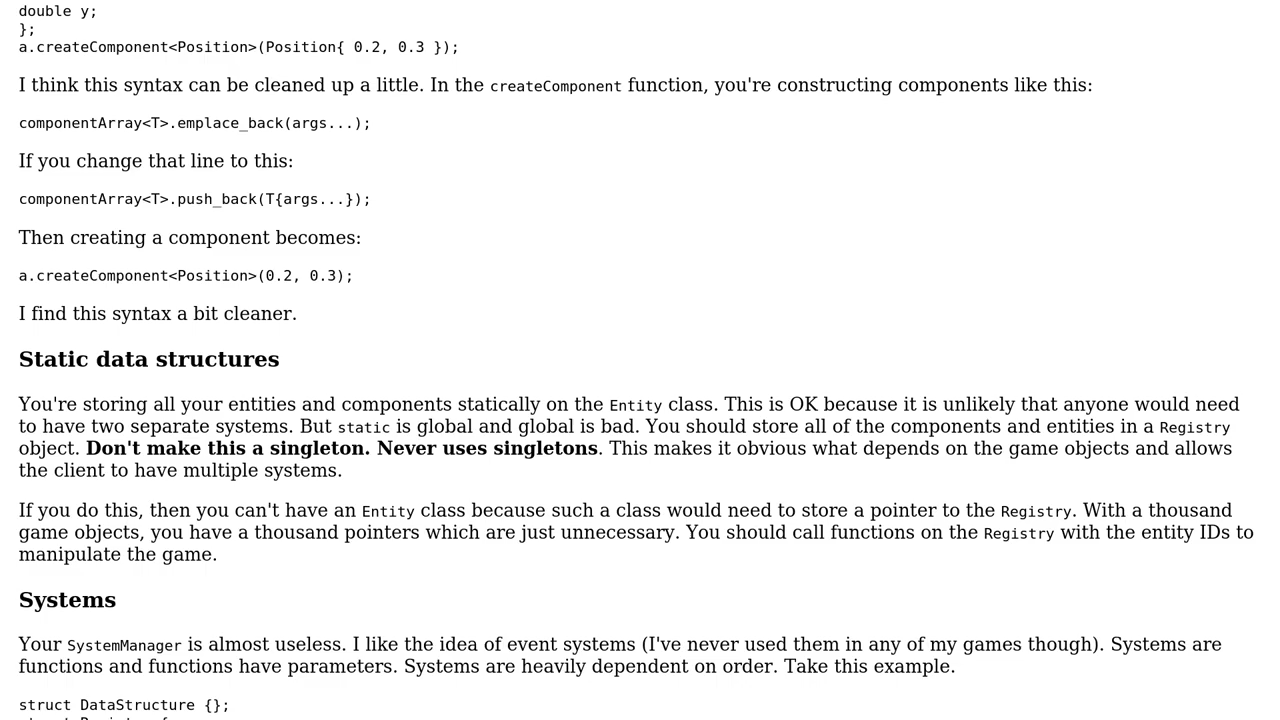 double y;
};
a.createComponent<Position>(Position{ 0.2, 0.3 });
I think this syntax can be cleaned up a little. In the createComponent function, you're constructing components like this:
componentArray<T>.emplace_back(args...);
If you change that line to this:
componentArray<T>.push_back(T{args...});
Then creating a component becomes:
a.createComponent<Position>(0.2, 0.3);
I find this syntax a bit cleaner.
Static data structures
You're storing all your entities and components statically on the Entity class. This is OK because it is unlikely that anyone would need
to have two separate systems. But static is global and global is bad. You should store all of the components and entities in a Registry
object. Don't make this a singleton. Never uses singletons. This makes it obvious what depends on the game objects and allows
the client to have multiple systems.
If you do this, then you can't have an Entity class because such a class would need to store a pointer to the Registry. With a thousand
game objects, you have a thousand pointers which are just unnecessary. You should call functions on the Registry with the entity IDs to
manipulate the game.
Systems
Your SystemManager is almost useless. I like the idea of event systems (I've never used them in any of my games though). Systems are
functions and functions have parameters. Systems are heavily dependent on order. Take this example.
struct DataStructure {};